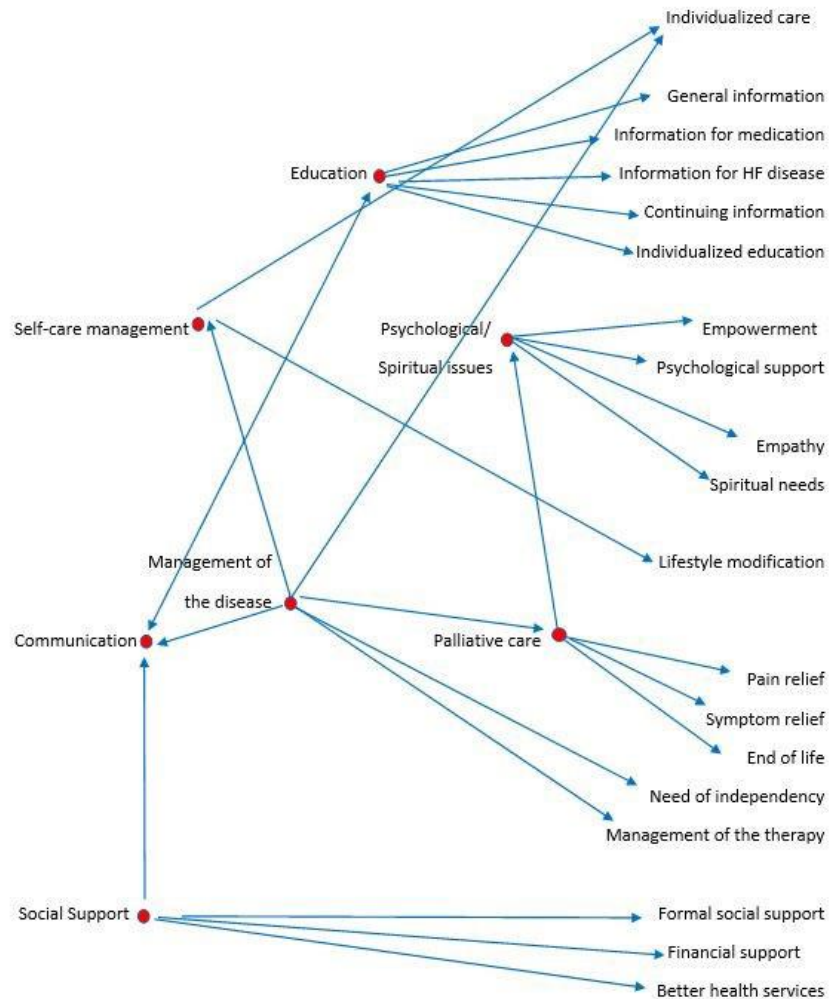 Individualized care
General information
Information for medication
Education
Information for HF disease
Continuing information
Individualized education
Self-care management
Psychological/
Spiritual issues
Empowerment
Psychological support
Empathy
Spiritual needs
Management of
the disease
Lifestyle modification
Communication
Palliative care
Pain relief
Symptom relief
End of life
Need of independency
Management of the therapy
Social Support
Formal social support
Financial support
Better health services